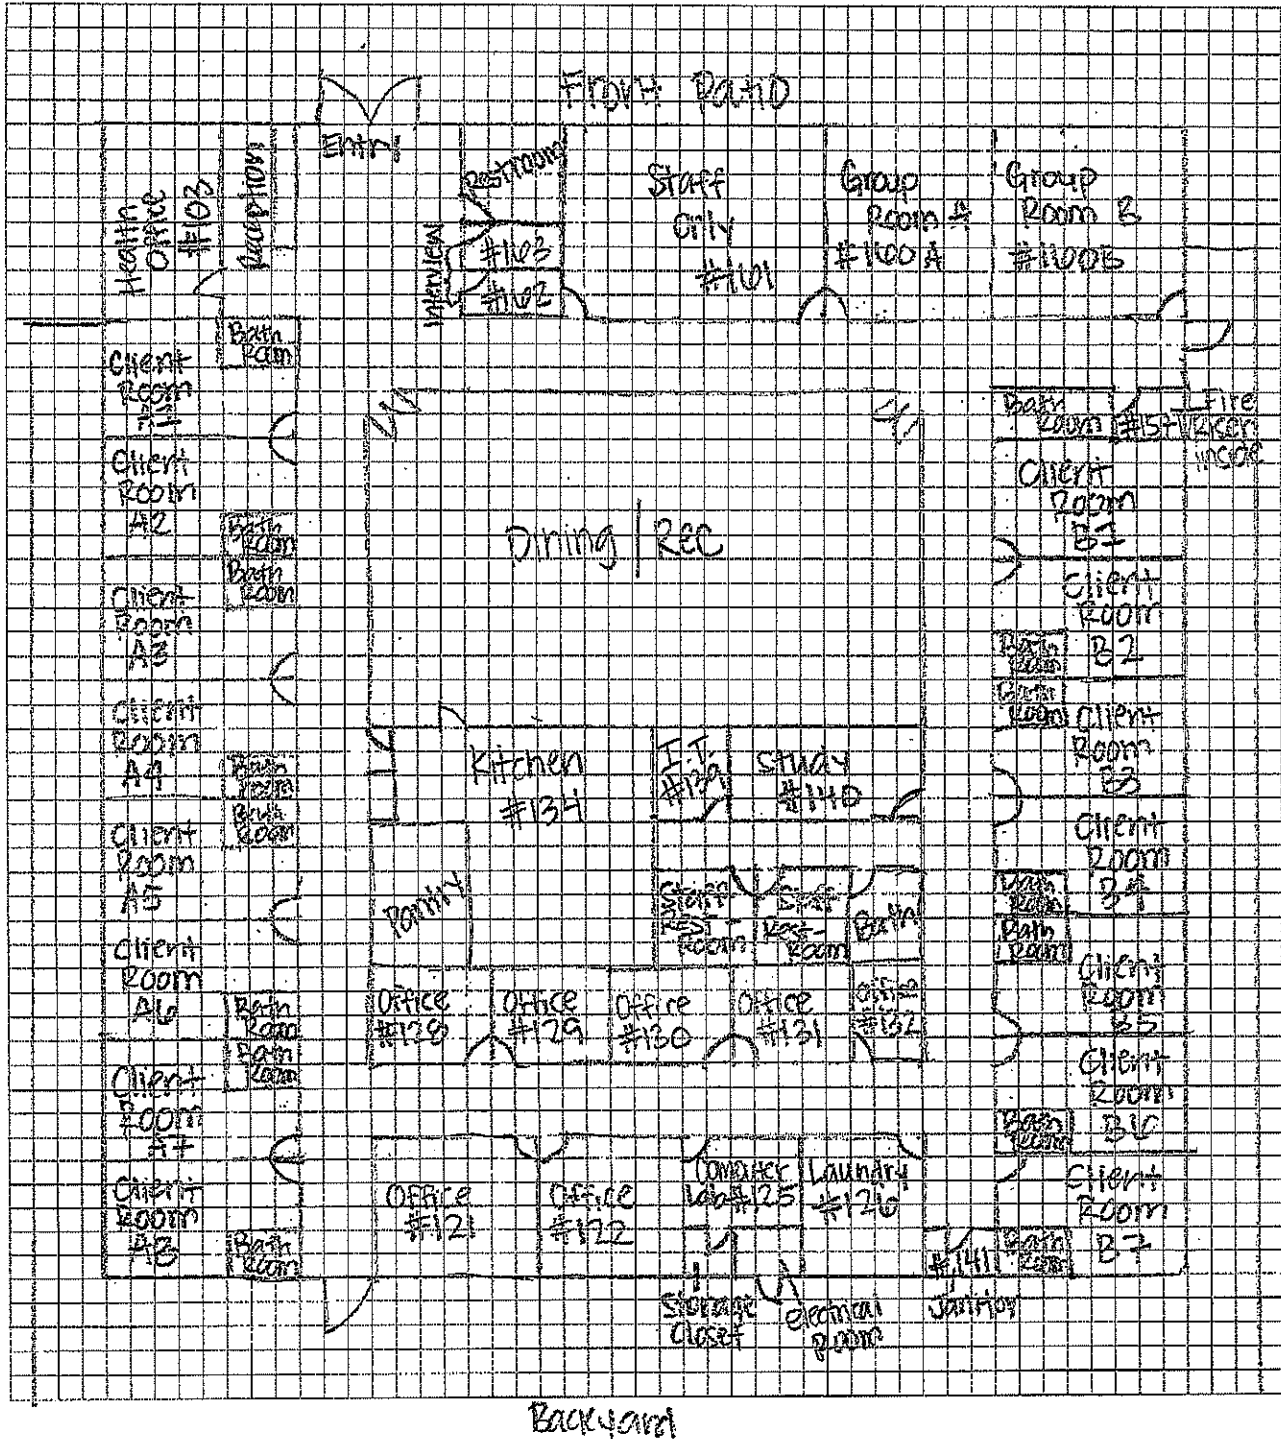 Front Patio
Entry
Health
Office
#103
Reception
Restroom
Interview
#163
#162
Staff
Only
#161
Group
Room A
#160A
Group
Room B
#160B
Bath
Room
Client
Room
A1
Client
Room
A2
Bath
Room
Bath
Room
Client
Room
A3
Client
Room
A4
Bath
Room
Bath
Room
Client
Room
A5
Client
Room
A6
Bath
Room
Bath
Room
Client
Room
A7
Client
Room
A8
Bath
Room
Dining / Rec
Kitchen
#134
I.T.
#139
Study
#140
Pantry
Staff
Rest-
Room
Staff
Rest-
Room
Bath
Office
#128
Office
#129
Office
#130
Office
#131
Office
#132
Office
#121
Office
#122
Computer
lab #125
Laundry
#126
Storage
Closet
electrical
Room
#141
Janitor
Bath
Room
#157
Fire
Riser
inside
Client
Room
B1
Client
Room
B2
Bath
Room
Bath
Room
Client
Room
B3
Client
Room
B4
Bath
Room
Bath
Room
Client
Room
B5
Client
Room
B6
Bath
Room
Client
Room
B7
Bath
Room
Backyard